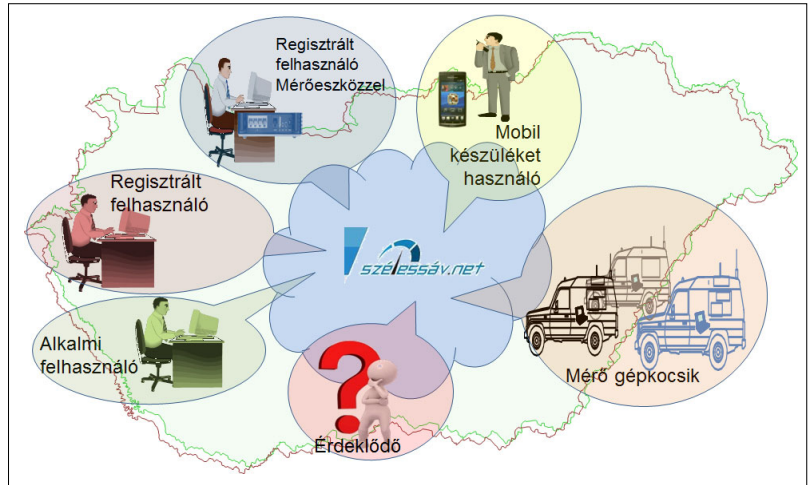 Regisztrált
felhasználó
Mérőeszközzel
Mobil
készüléket
használó
Regisztrált
felhasználó
szélessáv.net
Alkalmi
felhasználó
Mérő gépkocsik
Érdeklődő